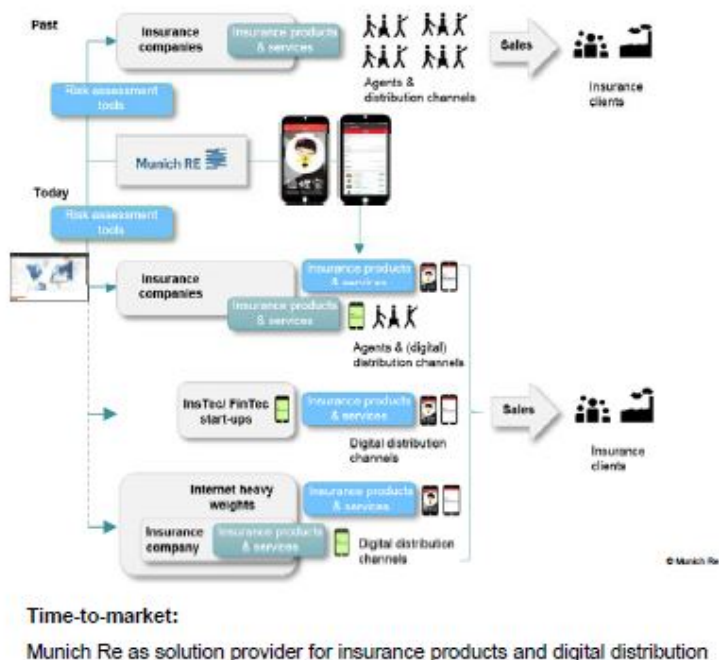 Past
Insurance
companies
Insurance products
& services
Agents &
distribution channels
Sales
Insurance
clients
Risk assessment
tools
Munich RE
Today
Risk assessment
tools
Insurance
companies
Insurance products
& services
Insurance products
& services
Agents & (digital)
distribution channels
InsTec/ FinTec
start-ups
Insurance products
& services
Digital distribution
channels
Sales
Insurance
clients
Internet heavy
weights
Insurance products
& services
Insurance
company
Insurance products
& services
Digital distribution
channels
© Munich Re
Time-to-market:
Munich Re as solution provider for insurance products and digital distribution